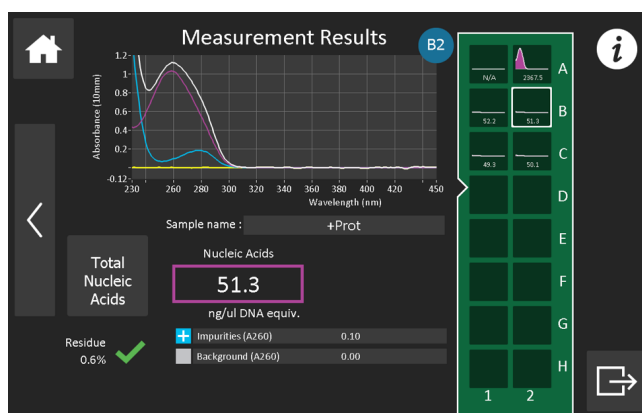 Measurement Results
B2
i
1.2
1
0.8
0.6
0.4
0.2
-0.12
Absorbance (10mm)
230 260 280 300 320 340 360 380 400 420 450
Wavelength (nm)
Sample name :
+Prot
Total
Nucleic
Acids
Nucleic Acids
51.3
ng/ul DNA equiv.
Residue
0.6%
+ Impurities (A260) 0.10
Background (A260) 0.00
N/A 2367.5 A
52.2 51.3 B
49.3 50.1 C
D
E
F
G
H
1 2